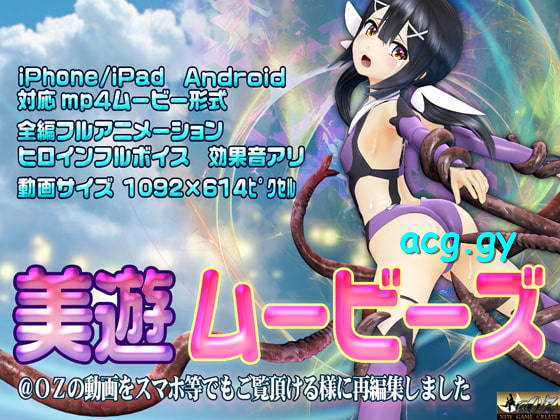 iPhone/iPad Android
対応mp4ムービー形式
全編フルアニメーション
ヒロインフルボイス 効果音アリ
動画サイズ 1092×614ﾋﾟｸｾﾙ
acg.gy
美遊 ムービーズ
@OZの動画をスマホ等でもご覧頂ける様に再編集しました
NEW GAME CREATE